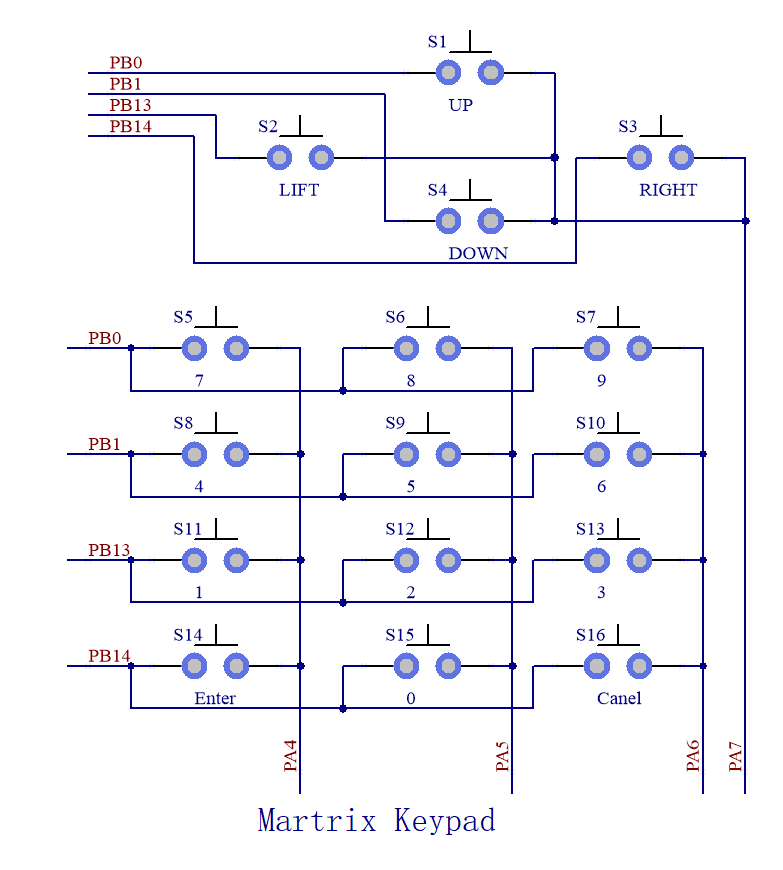 S1
PB0
UP
PB1
PB13
PB14
S2
S3
LIFT
RIGHT
S4
DOWN
S5
S6
S7
PB0
7
8
9
S8
S9
S10
PB1
4
5
6
S11
S12
S13
PB13
1
2
3
S14
S15
S16
PB14
Enter
0
Canel
PA4
PA5
PA6
PA7
Martrix Keypad